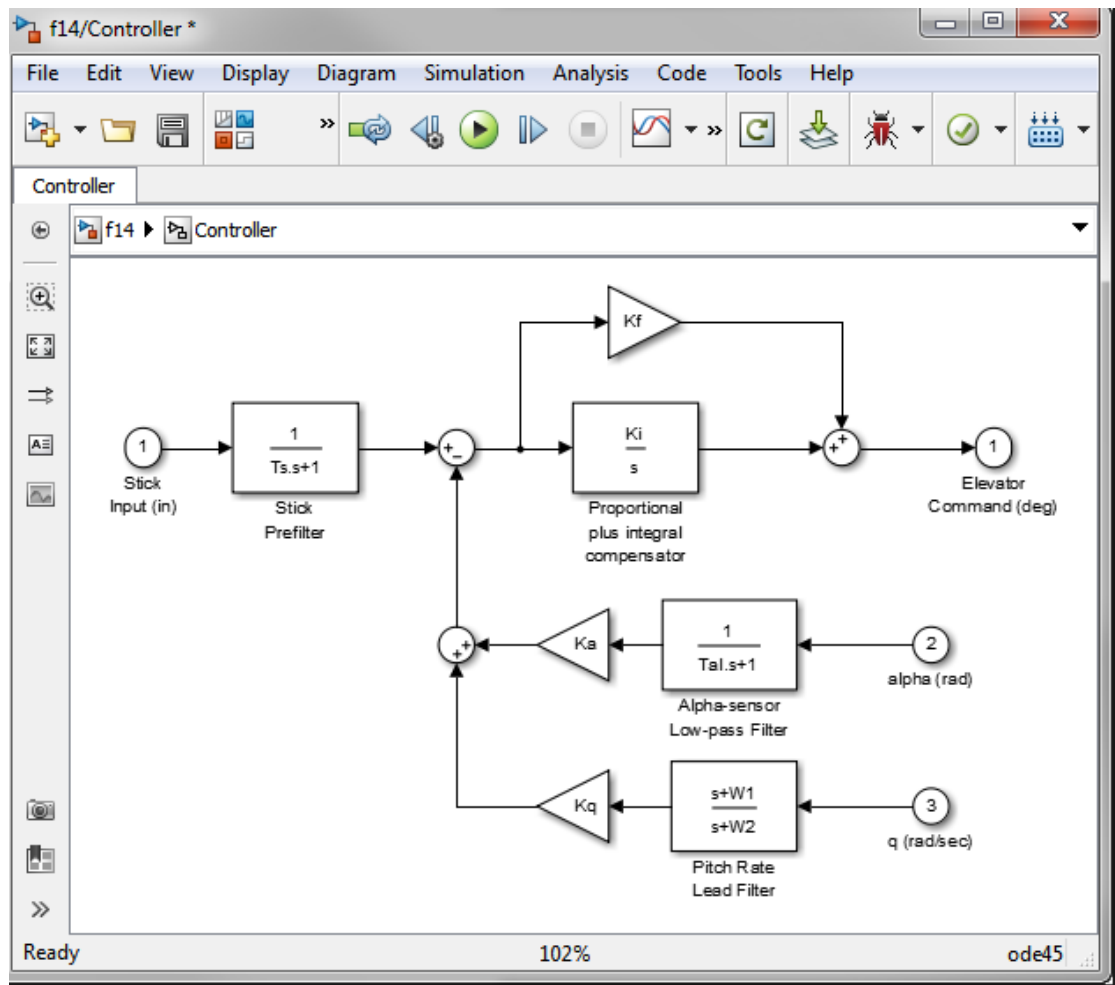 f14/Controller *
File Edit View Display Diagram Simulation Analysis Code Tools Help
»
»
Controller
f14 Controller
Kf
1
Stick
Input (in)
1
Ts.s+1
Stick
Prefilter
+
−
Ki
s
Proportional
plus integral
compensator
+
+
1
Elevator
Command (deg)
+
+
Ka
1
Tal.s+1
Alpha-sensor
Low-pass Filter
2
alpha (rad)
Kq
s+W1
s+W2
Pitch Rate
Lead Filter
3
q (rad/sec)
»
Ready 102% ode45